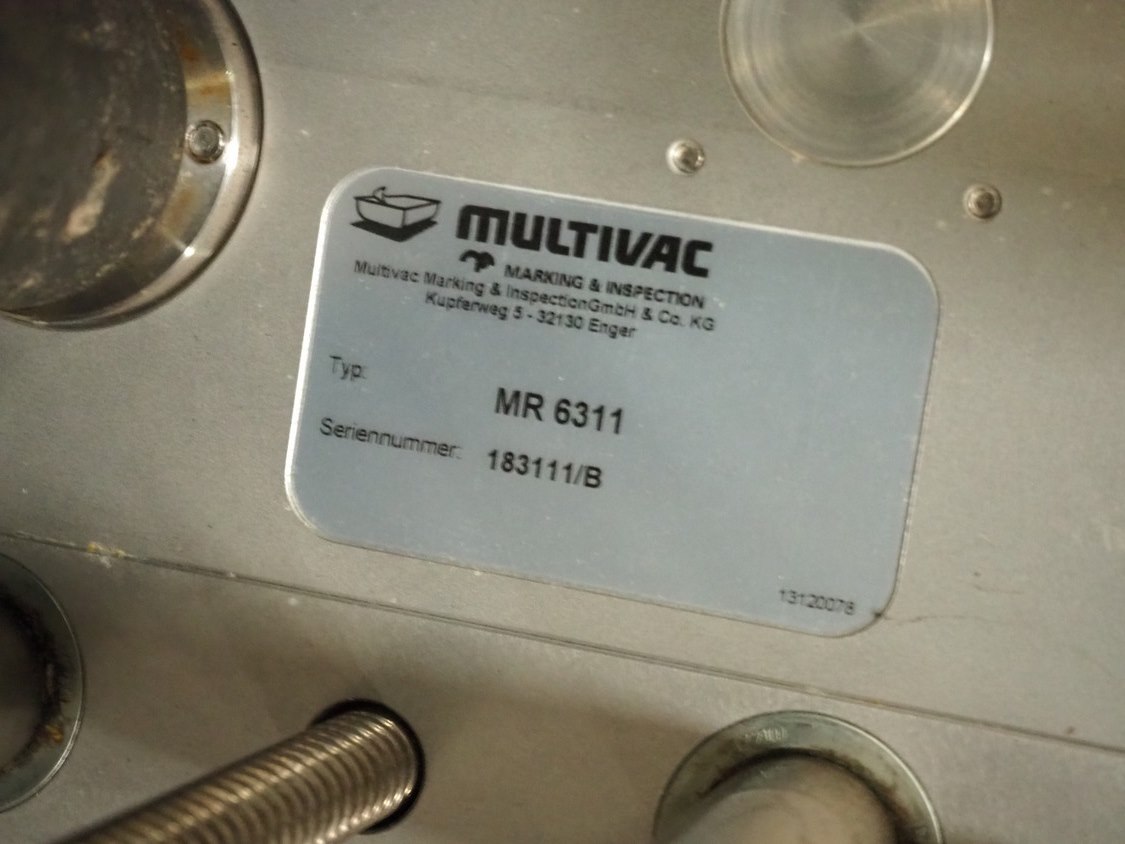 MULTIVAC
MARKING & INSPECTION
Multivac Marking & InspectionGmbH & Co. KG
Kupferweg 5 - 32130 Enger
Typ:
MR 6311
Seriennummer:
183111/B
13120078